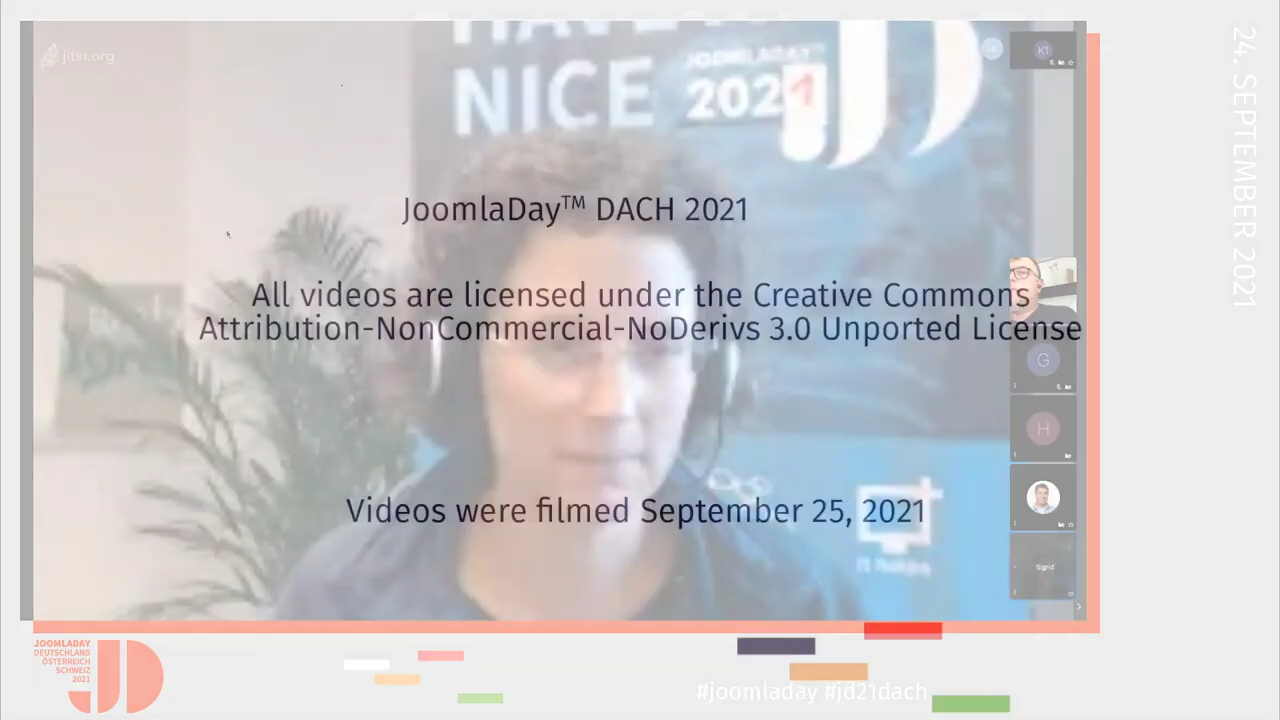 jitsi.org
NICE
JOOMLADAY™
2021
K1
24. SEPTEMBER 2021
JoomlaDay™ DACH 2021
All videos are licensed under the Creative Commons
Attribution-NonCommercial-NoDerivs 3.0 Unported License
G
H
Videos were filmed September 25, 2021
Sigrid
JOOMLADAY
DEUTSCHLAND
ÖSTERREICH
SCHWEIZ
2021
#joomladay #jd21dach